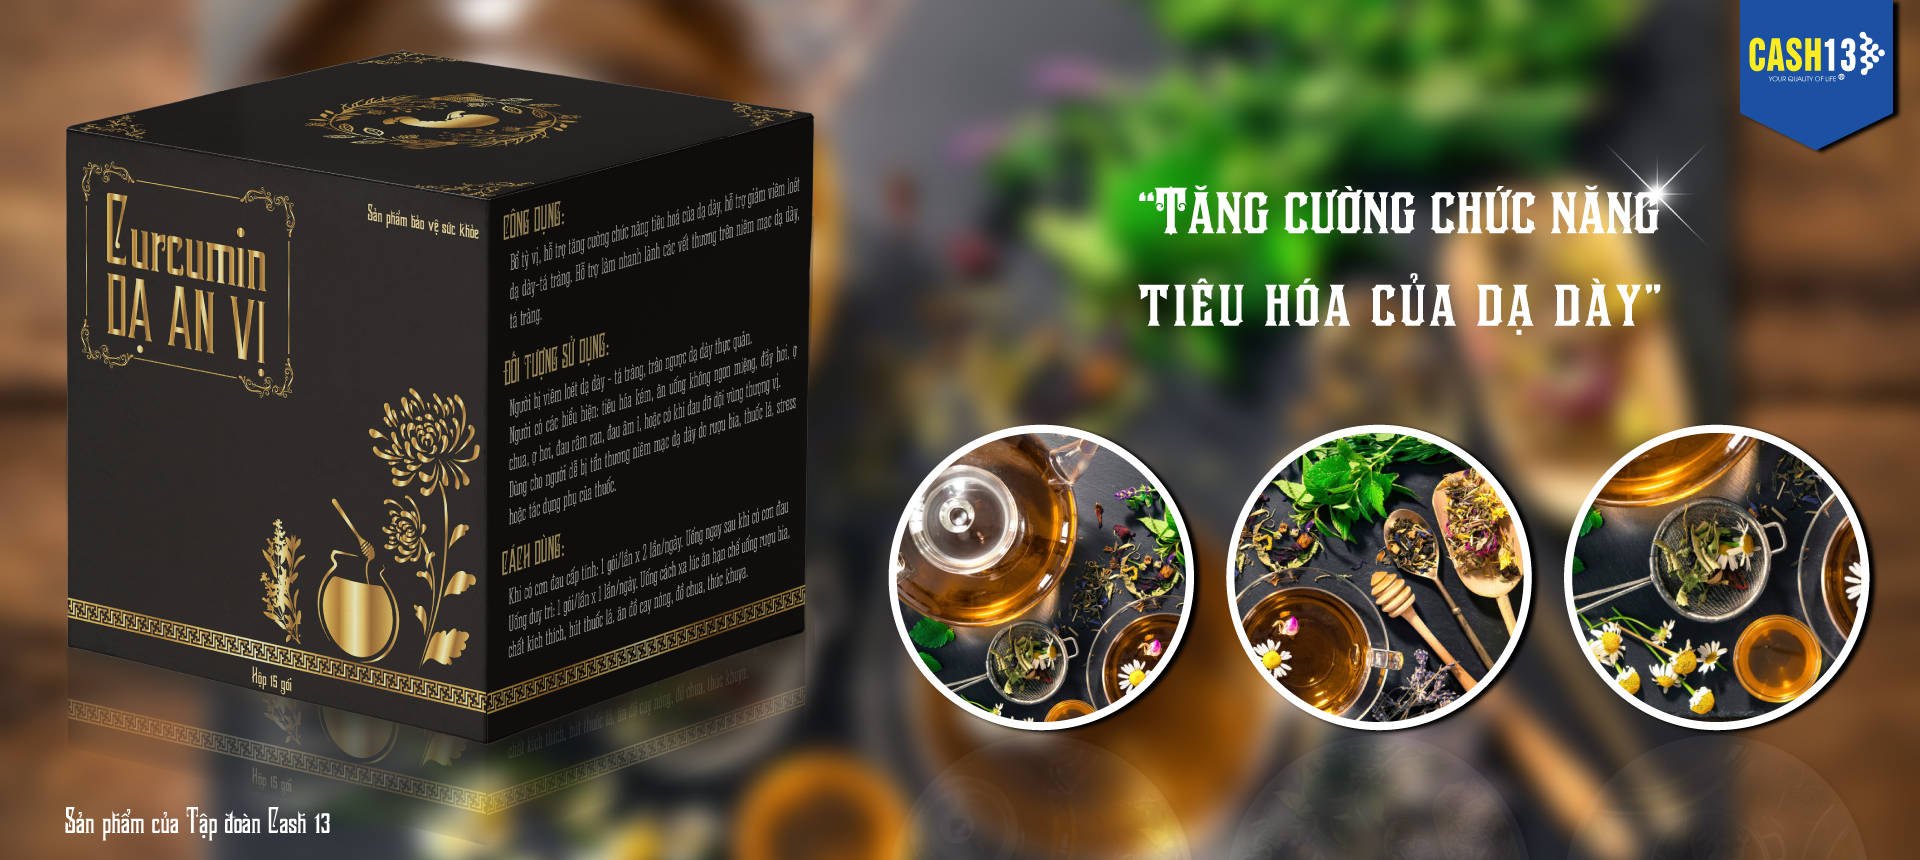 CASH13
YOUR QUALITY OF LIFE ®
Curcumin
DẠ AN VỊ
Sản phẩm bảo vệ sức khỏe
Hộp 15 gói
CÔNG DỤNG:
Bổ tỳ vị, hỗ trợ tăng cường chức năng tiêu hoá của dạ dày, hỗ trợ giảm viêm loét
dạ dày-tá tràng. Hỗ trợ làm nhanh lành các vết thương trên niêm mạc dạ dày,
tá tràng.
ĐỐI TƯỢNG SỬ DỤNG:
Người bị viêm loét dạ dày - tá tràng, trào ngược dạ dày thực quản.
Người có các biểu hiện: tiêu hóa kém, ăn uống không ngon miệng, đầy hơi, ợ
chua, ợ hơi, đau râm ran, đau âm ỉ, hoặc có khi đau dữ dội vùng thượng vị.
Dùng cho người dễ bị tổn thương niêm mạc dạ dày do rượu bia, thuốc lá, stress
hoặc tác dụng phụ của thuốc.
CÁCH DÙNG:
Khi có cơn đau cấp tính: 1 gói/lần x 2 lần/ngày. Uống ngay sau khi có cơn đau
Uống duy trì: 1 gói/lần x 1 lần/ngày. Uống cách xa lúc ăn hạn chế uống rượu bia,
chất kích thích, hút thuốc lá, ăn đồ cay nóng, đồ chua, thức khuya.
“TĂNG CƯỜNG CHỨC NĂNG
TIÊU HÓA CỦA DẠ DÀY”
Sản phẩm của Tập đoàn Cash 13